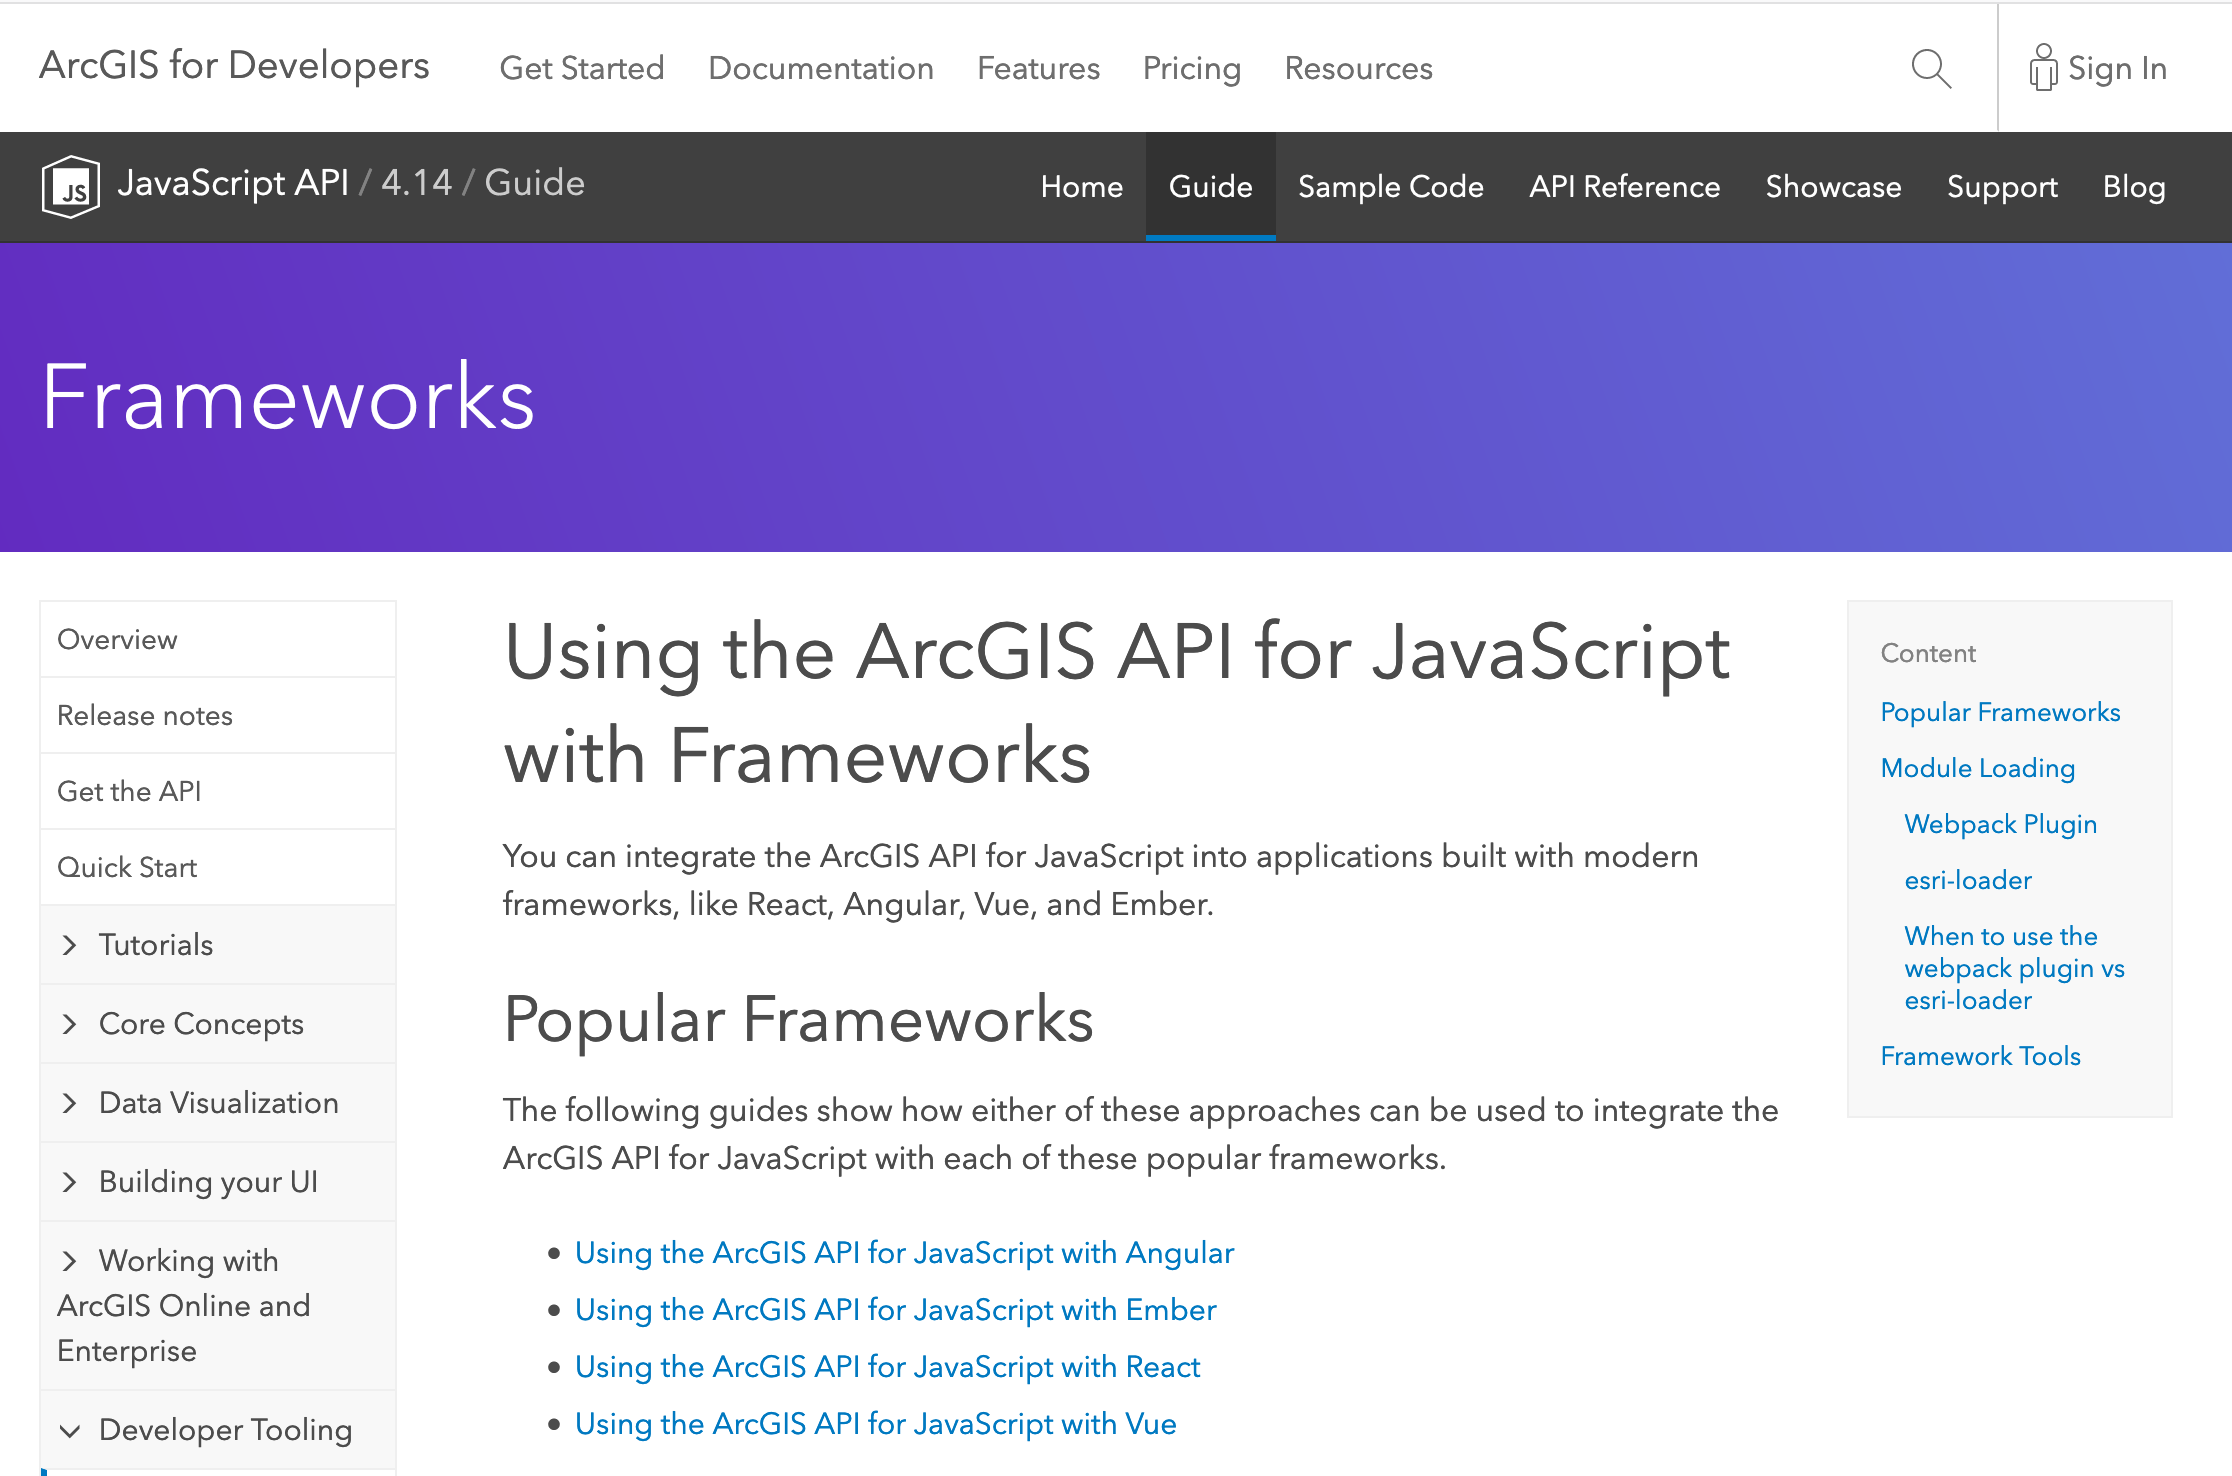 ArcGIS for Developers
Get Started Documentation Features Pricing Resources
Sign In
JS JavaScript API / 4.14 / Guide
Home Guide Sample Code API Reference Showcase Support Blog
Frameworks
Overview
Release notes
Get the API
Quick Start
Tutorials
Core Concepts
Data Visualization
Building your UI
Working with
ArcGIS Online and
Enterprise
Developer Tooling
Using the ArcGIS API for JavaScript
with Frameworks
You can integrate the ArcGIS API for JavaScript into applications built with modern
frameworks, like React, Angular, Vue, and Ember.
Popular Frameworks
The following guides show how either of these approaches can be used to integrate the
ArcGIS API for JavaScript with each of these popular frameworks.
• Using the ArcGIS API for JavaScript with Angular
• Using the ArcGIS API for JavaScript with Ember
• Using the ArcGIS API for JavaScript with React
• Using the ArcGIS API for JavaScript with Vue
Content
Popular Frameworks
Module Loading
Webpack Plugin
esri-loader
When to use the
webpack plugin vs
esri-loader
Framework Tools